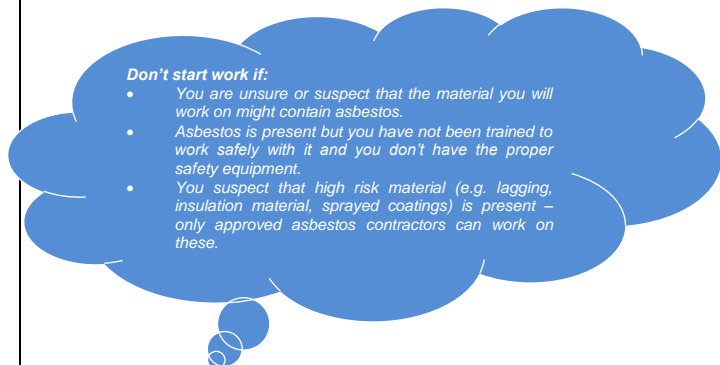 Don’t start work if:
• You are unsure or suspect that the material you will
work on might contain asbestos.
• Asbestos is present but you have not been trained to
work safely with it and you don’t have the proper
safety equipment.
• You suspect that high risk material (e.g. lagging,
insulation material, sprayed coatings) is present –
only approved asbestos contractors can work on
these.